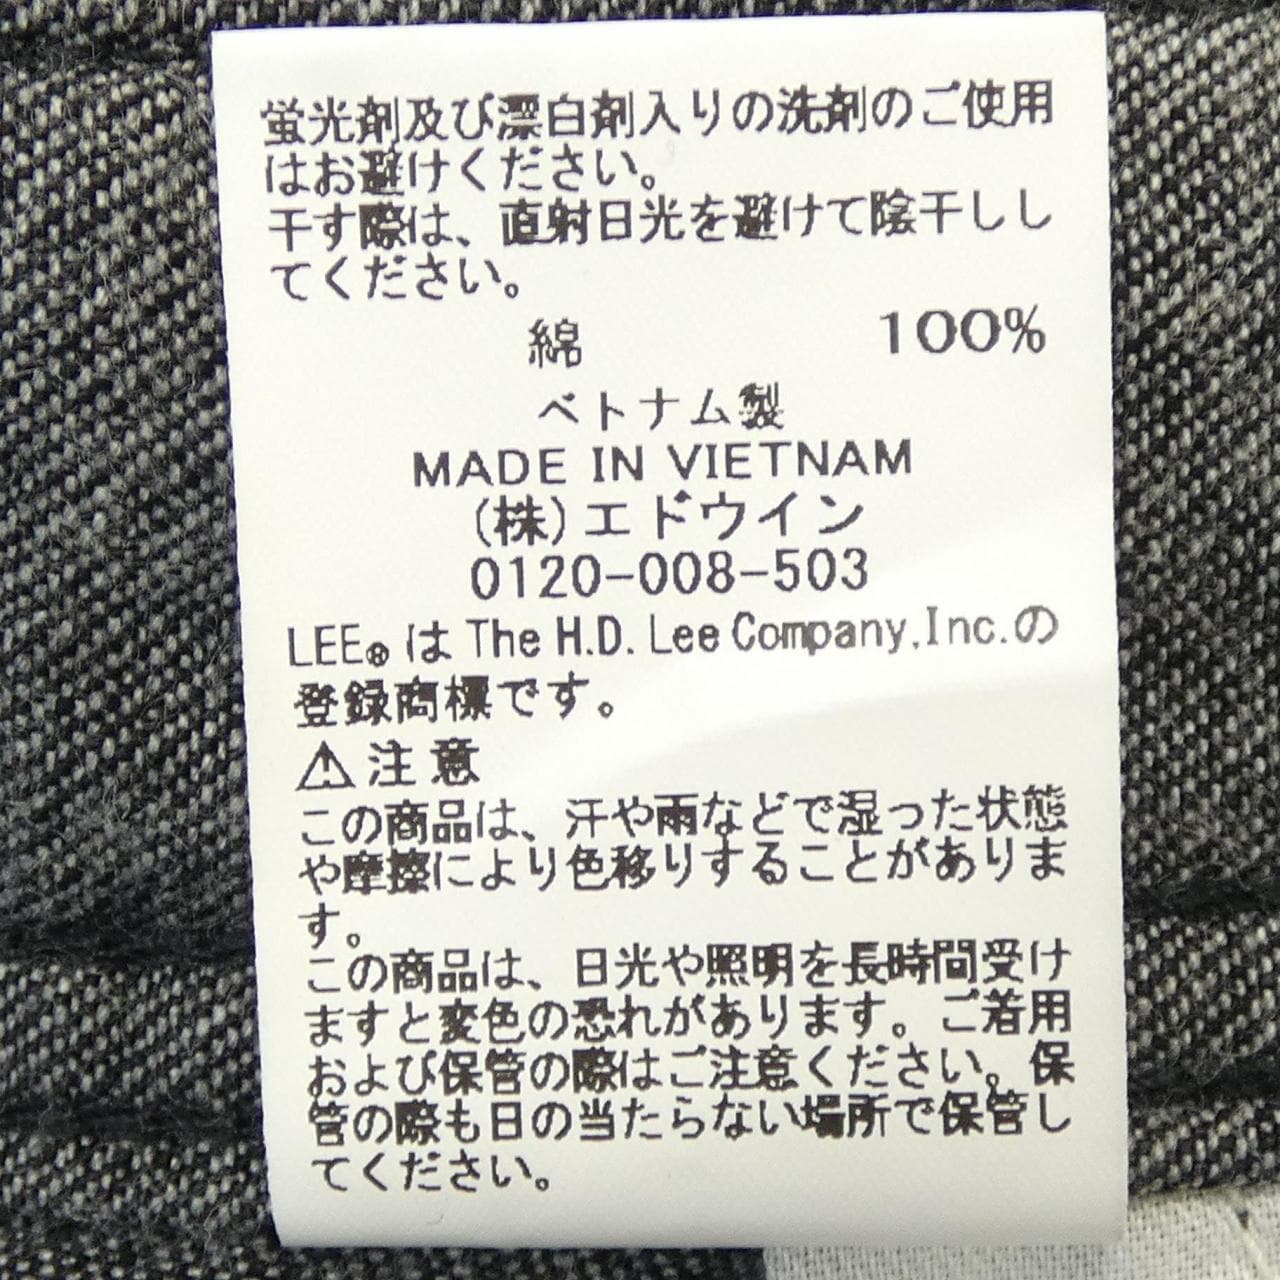 蛍光剤及び漂白剤入りの洗剤のご使用
はお避けください。
干す際は、直射日光を避けて陰干しし
てください。
綿 100%
ベトナム製
MADE IN VIETNAM
(株)エドウイン
0120-008-503
LEE®は The H.D. Lee Company,Inc.の
登録商標です。
⚠注意
この商品は、汗や雨などで湿った状態
や摩擦により色移りすることがありま
す。
この商品は、日光や照明を長時間受け
ますと変色の恐れがあります。ご着用
および保管の際はご注意ください。保
管の際も日の当たらない場所で保管し
てください。